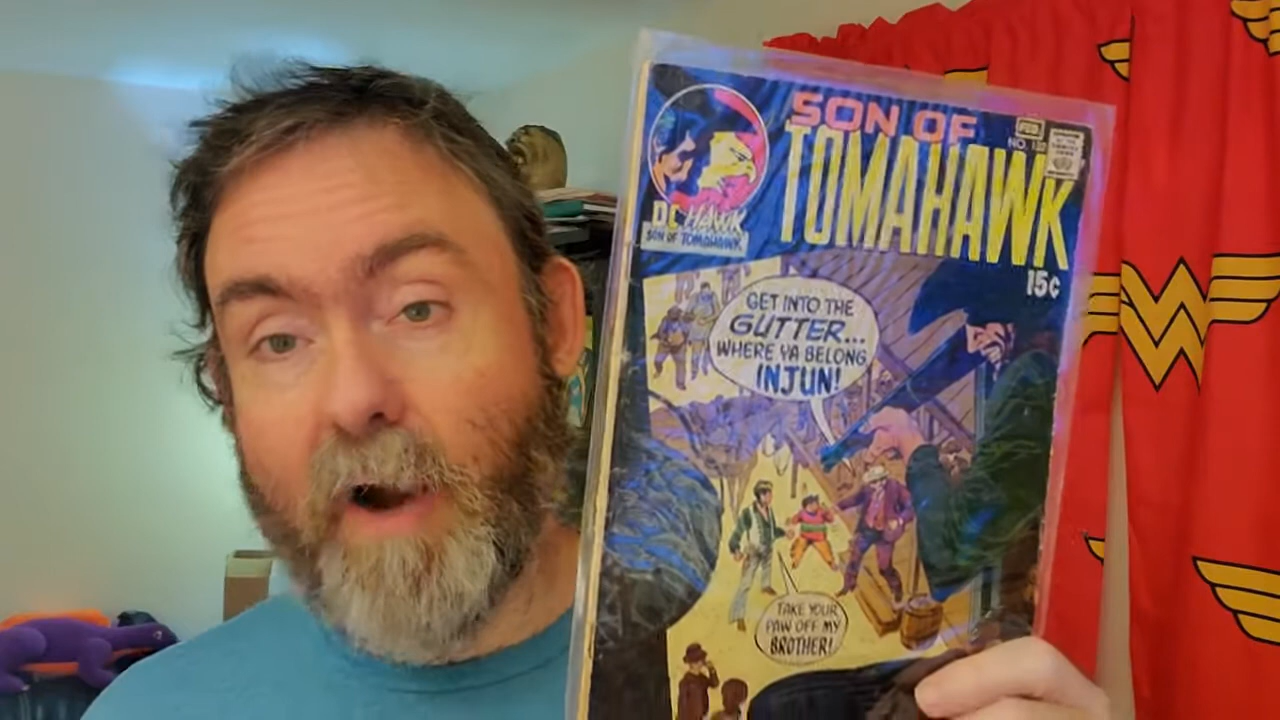 SON OF
TOMAHAWK
FEB.
NO. 132
15¢
DC HAWK
SON OF TOMAHAWK
GET INTO THE
GUTTER...
WHERE YA BELONG
INJUN!
TAKE YOUR
PAW OFF MY
BROTHER!
W